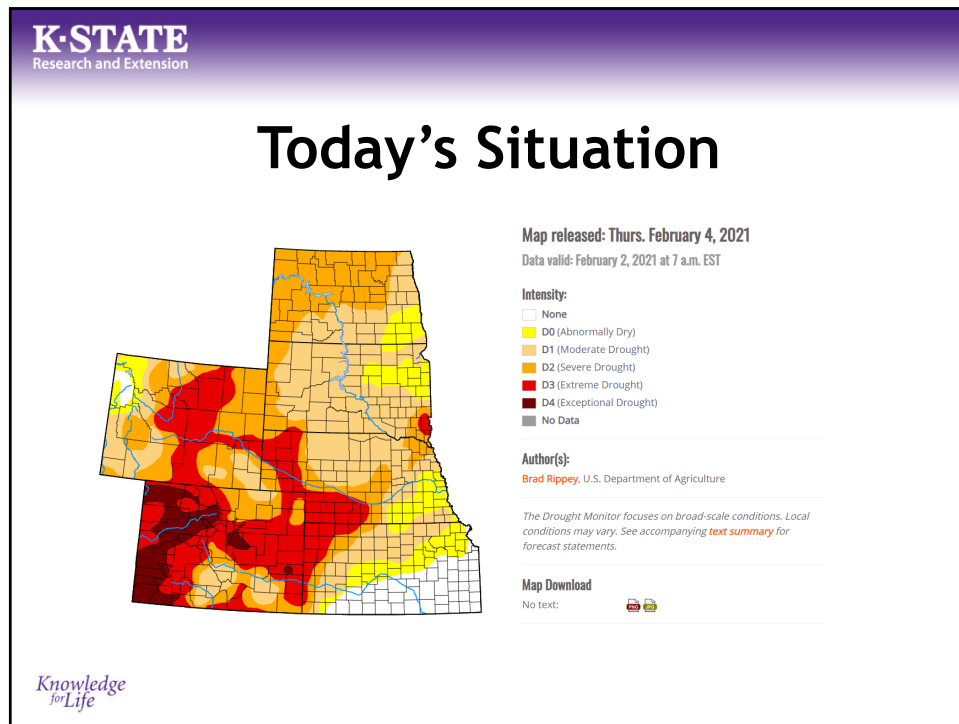 K·STATE
Research and Extension
Today's Situation
Map released: Thurs. February 4, 2021
Data valid: February 2, 2021 at 7 a.m. EST
Intensity:
None
D0 (Abnormally Dry)
D1 (Moderate Drought)
D2 (Severe Drought)
D3 (Extreme Drought)
D4 (Exceptional Drought)
No Data
Author(s):
Brad Rippey, U.S. Department of Agriculture
The Drought Monitor focuses on broad-scale conditions. Local
conditions may vary. See accompanying text summary for
forecast statements.
Map Download
No text:
PNG JPG
Knowledge
for Life